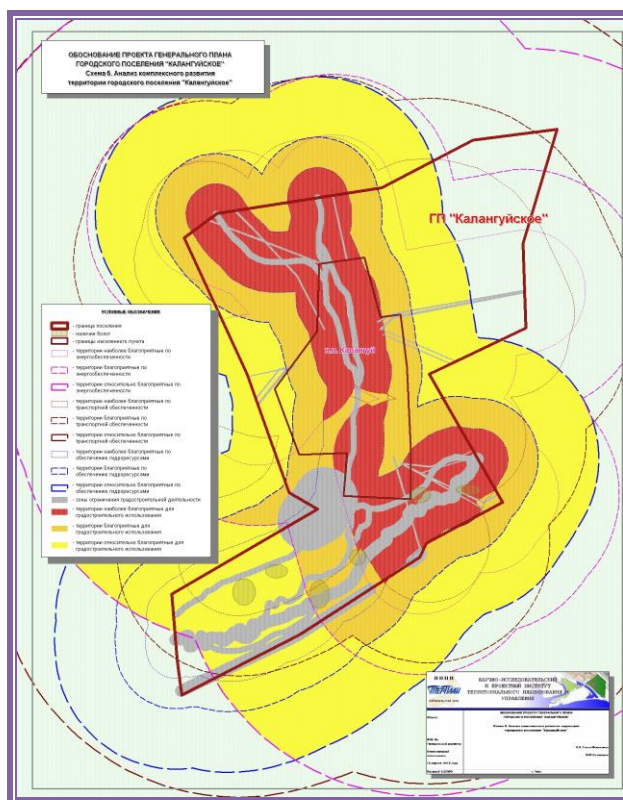 ОБОСНОВАНИЕ ПРОЕКТА ГЕНЕРАЛЬНОГО ПЛАНА
ГОРОДСКОГО ПОСЕЛЕНИЯ "КАЛАНГУЙСКОЕ"
Схема 5. Анализ комплексного развития
территории городского поселения "Калангуйское"
ГП "Калангуйское"
УСЛОВНЫЕ ОБОЗНАЧЕНИЯ
- граница поселения
- наличие болот
- границы населенного пункта
- территории наиболее благоприятные по
энергообеспеченности
- территории благоприятные по
энергообеспеченности
- территории относительно благоприятные по
энергообеспеченности
- территории наиболее благоприятные по
транспортной обеспеченности
- территории благоприятные по
транспортной обеспеченности
- территории относительно благоприятные по
транспортной обеспеченности
- территории наиболее благоприятные по
обеспечению гидроресурсами
- территории благоприятные по
обеспечению гидроресурсами
- территории относительно благоприятные по
обеспечению гидроресурсами
- зоны ограничения градостроительной деятельности
- территории наиболее благоприятные для
градостроительного использования
- территории благоприятные для
градостроительного использования
- территории относительно благоприятные для
градостроительного использования
НАУЧНО-ИССЛЕДОВАТЕЛЬСКИЙ
И ПРОЕКТНЫЙ ИНСТИТУТ
ТЕРРИТОРИАЛЬНОГО ПЛАНИРОВАНИЯ И
УПРАВЛЕНИЯ